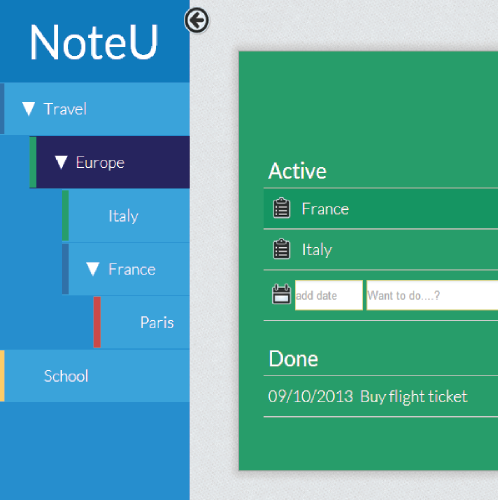 NoteU
Travel
Europe
Italy
France
Paris
School
Active
France
Italy
add date
Want to do....?
Done
09/10/2013 Buy flight ticket